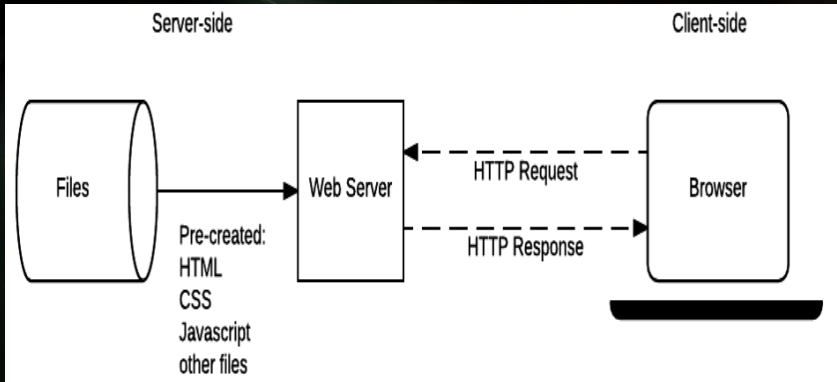 Server-side
Client-side
Files
Web Server
HTTP Request
Browser
HTTP Response
Pre-created:
HTML
CSS
Javascript
other files